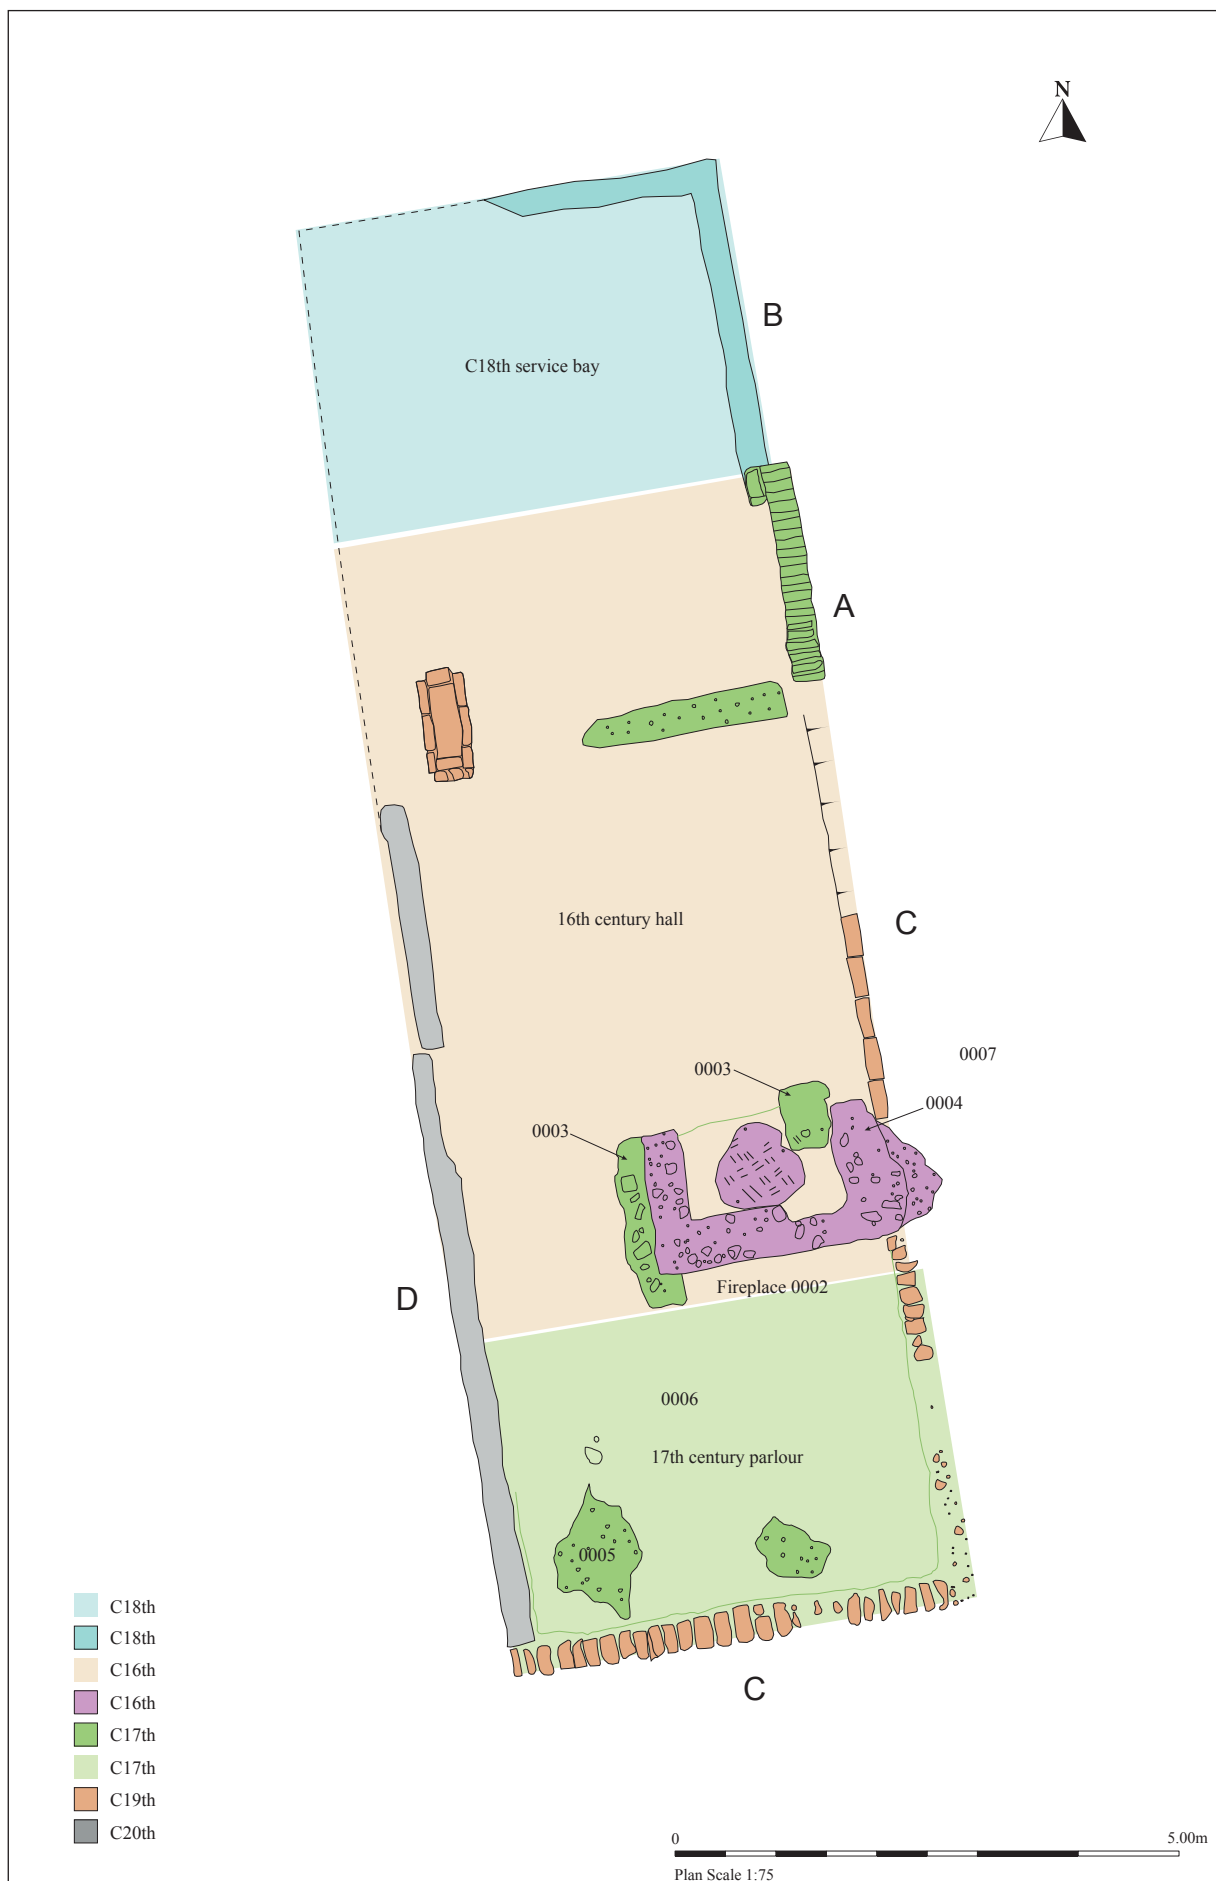 N
B
C18th service bay
A
16th century hall
C
0007
0003
0004
0003
Fireplace 0002
D
0006
17th century parlour
0005
C
C18th
C18th
C16th
C16th
C17th
C17th
C19th
C20th
0 5.00m
Plan Scale 1:75